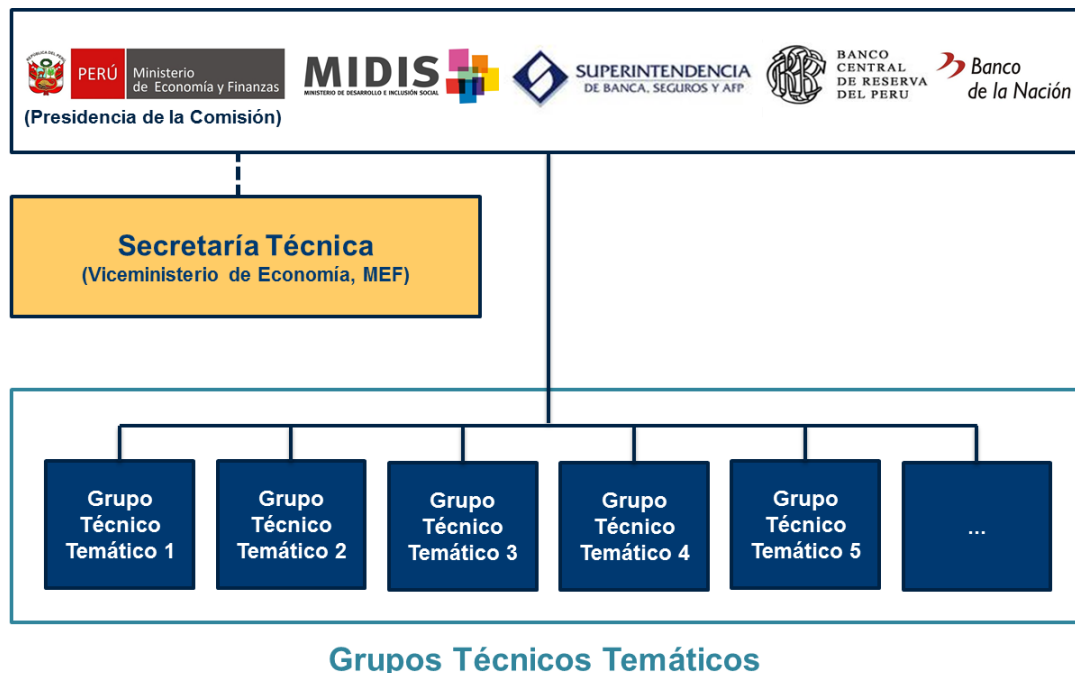 REPÚBLICA DEL PERÚ
PERÚ
Ministerio
de Economía y Finanzas
(Presidencia de la Comisión)
MIDIS
MINISTERIO DE DESARROLLO E INCLUSIÓN SOCIAL
SUPERINTENDENCIA
DE BANCA, SEGUROS Y AFP
BANCO
CENTRAL
DE RESERVA
DEL PERU
Banco
de la Nación
Secretaría Técnica
(Viceministerio de Economía, MEF)
Grupo
Técnico
Temático 1
Grupo
Técnico
Temático 2
Grupo
Técnico
Temático 3
Grupo
Técnico
Temático 4
Grupo
Técnico
Temático 5
...
Grupos Técnicos Temáticos